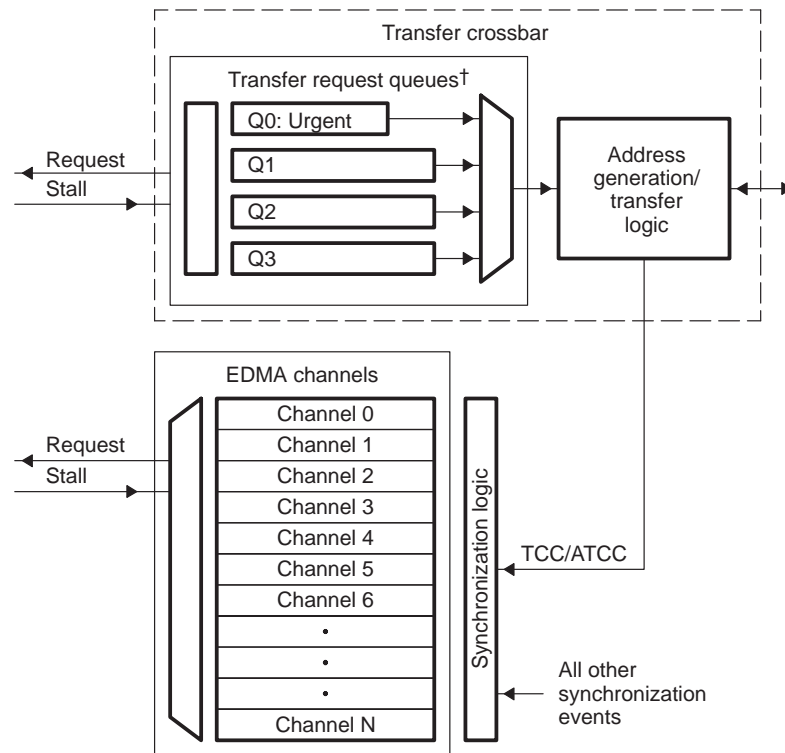 Transfer crossbar
Transfer request queues†
Q0: Urgent
Q1
Q2
Q3
Request
Stall
Address
generation/
transfer
logic
EDMA channels
Channel 0
Channel 1
Channel 2
Channel 3
Channel 4
Channel 5
Channel 6
Channel N
Request
Stall
Synchronization logic
TCC/ATCC
All other
synchronization
events